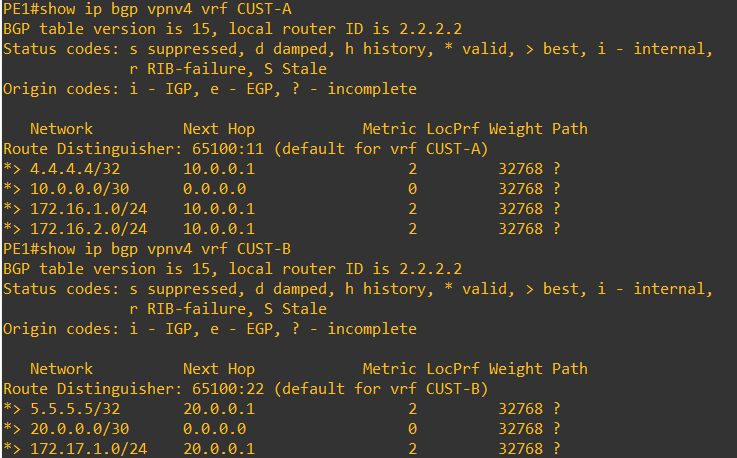 PE1#show ip bgp vpnv4 vrf CUST-A
BGP table version is 15, local router ID is 2.2.2.2
Status codes: s suppressed, d damped, h history, * valid, > best, i - internal,
              r RIB-failure, S Stale
Origin codes: i - IGP, e - EGP, ? - incomplete

   Network          Next Hop            Metric LocPrf Weight Path
Route Distinguisher: 65100:11 (default for vrf CUST-A)
*> 4.4.4.4/32       10.0.0.1                 2         32768 ?
*> 10.0.0.0/30      0.0.0.0                  0         32768 ?
*> 172.16.1.0/24    10.0.0.1                 2         32768 ?
*> 172.16.2.0/24    10.0.0.1                 2         32768 ?
PE1#show ip bgp vpnv4 vrf CUST-B
BGP table version is 15, local router ID is 2.2.2.2
Status codes: s suppressed, d damped, h history, * valid, > best, i - internal,
              r RIB-failure, S Stale
Origin codes: i - IGP, e - EGP, ? - incomplete

   Network          Next Hop            Metric LocPrf Weight Path
Route Distinguisher: 65100:22 (default for vrf CUST-B)
*> 5.5.5.5/32       20.0.0.1                 2         32768 ?
*> 20.0.0.0/30      0.0.0.0                  0         32768 ?
*> 172.17.1.0/24    20.0.0.1                 2         32768 ?